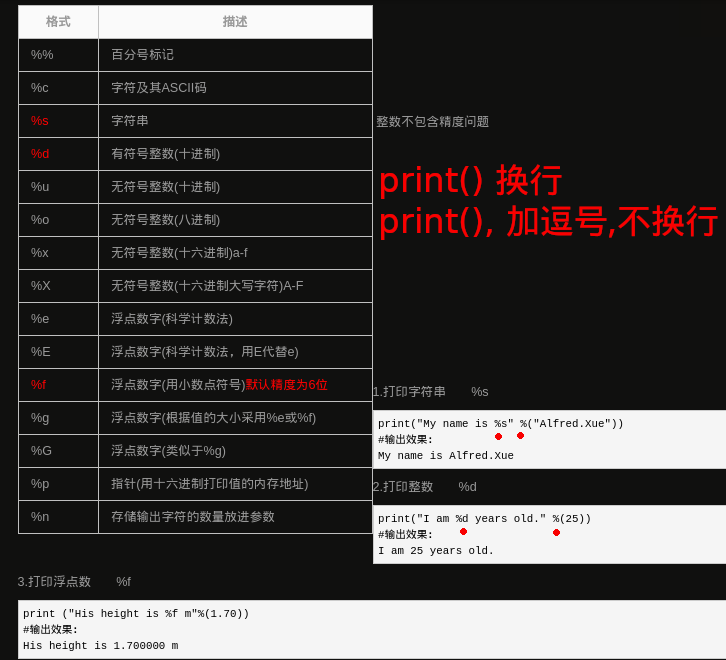 格式 描述
%% 百分号标记
%c 字符及其ASCII码
%s 字符串
整数不包含精度问题
%d 有符号整数(十进制)
%u 无符号整数(十进制)
print() 换行
%o 无符号整数(八进制)
print(), 加逗号,不换行
%x 无符号整数(十六进制)a-f
%X 无符号整数(十六进制大写字符)A-F
%e 浮点数字(科学计数法)
%E 浮点数字(科学计数法，用E代替e)
%f 浮点数字(用小数点符号)默认精度为6位
%g 浮点数字(根据值的大小采用%e或%f)
%G 浮点数字(类似于%g)
%p 指针(用十六进制打印值的内存地址)
%n 存储输出字符的数量放进参数
1.打印字符串 %s
print("My name is %s" %("Alfred.Xue"))
#输出效果:
My name is Alfred.Xue
2.打印整数 %d
print("I am %d years old." %(25))
#输出效果:
I am 25 years old.
3.打印浮点数 %f
print ("His height is %f m"%(1.70))
#输出效果:
His height is 1.700000 m